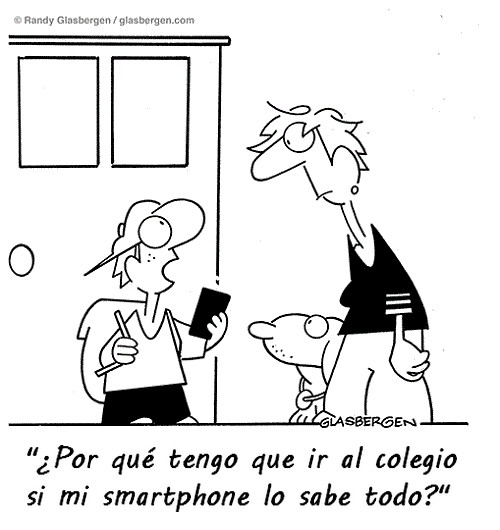 © Randy Glasbergen / glasbergen.com
GLASBERGEN
"¿Por qué tengo que ir al colegio
si mi smartphone lo sabe todo?"